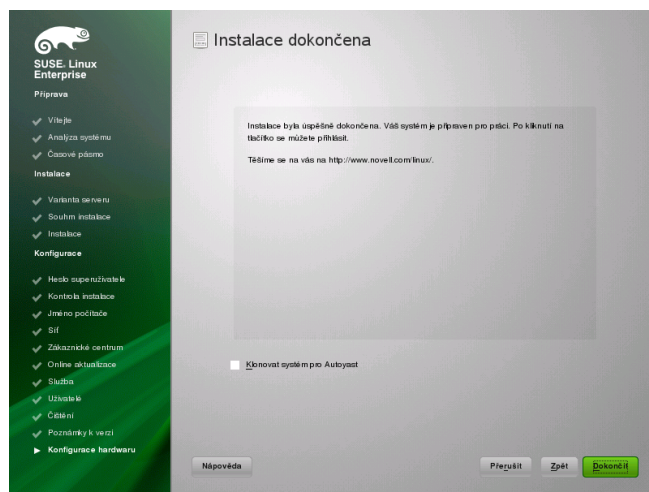 SUSE. Linux
Enterprise
Příprava
Vítejte
Analýza systému
Časové pásmo
Instalace
Varianta serveru
Souhrn instalace
Instalace
Konfigurace
Heslo superuživatele
Kontrola instalace
Jméno počítače
Síť
Zákaznické centrum
Online aktualizace
Služba
Uživatelé
Čištění
Poznámky k verzi
Konfigurace hardwaru
Instalace dokončena
Instalace byla úspěšně dokončena. Váš systém je připraven pro práci. Po kliknutí na
tlačítko se můžete přihlásit.
Těšíme se na vás na http://www.novell.com/linux/.
Klonovat systém pro Autoyast
Nápověda
Přerušit
Zpět
Dokončit